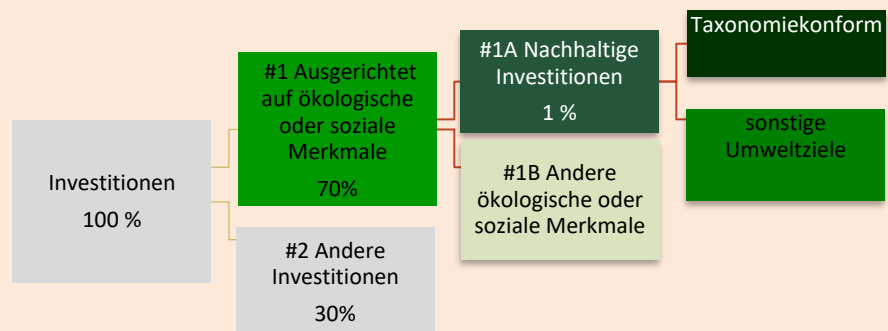 Investitionen
100 %
#1 Ausgerichtet
auf ökologische
oder soziale
Merkmale
70%
#2 Andere
Investitionen
30%
#1A Nachhaltige
Investitionen
1 %
#1B Andere
ökologische oder
soziale Merkmale
Taxonomiekonform
sonstige
Umweltziele